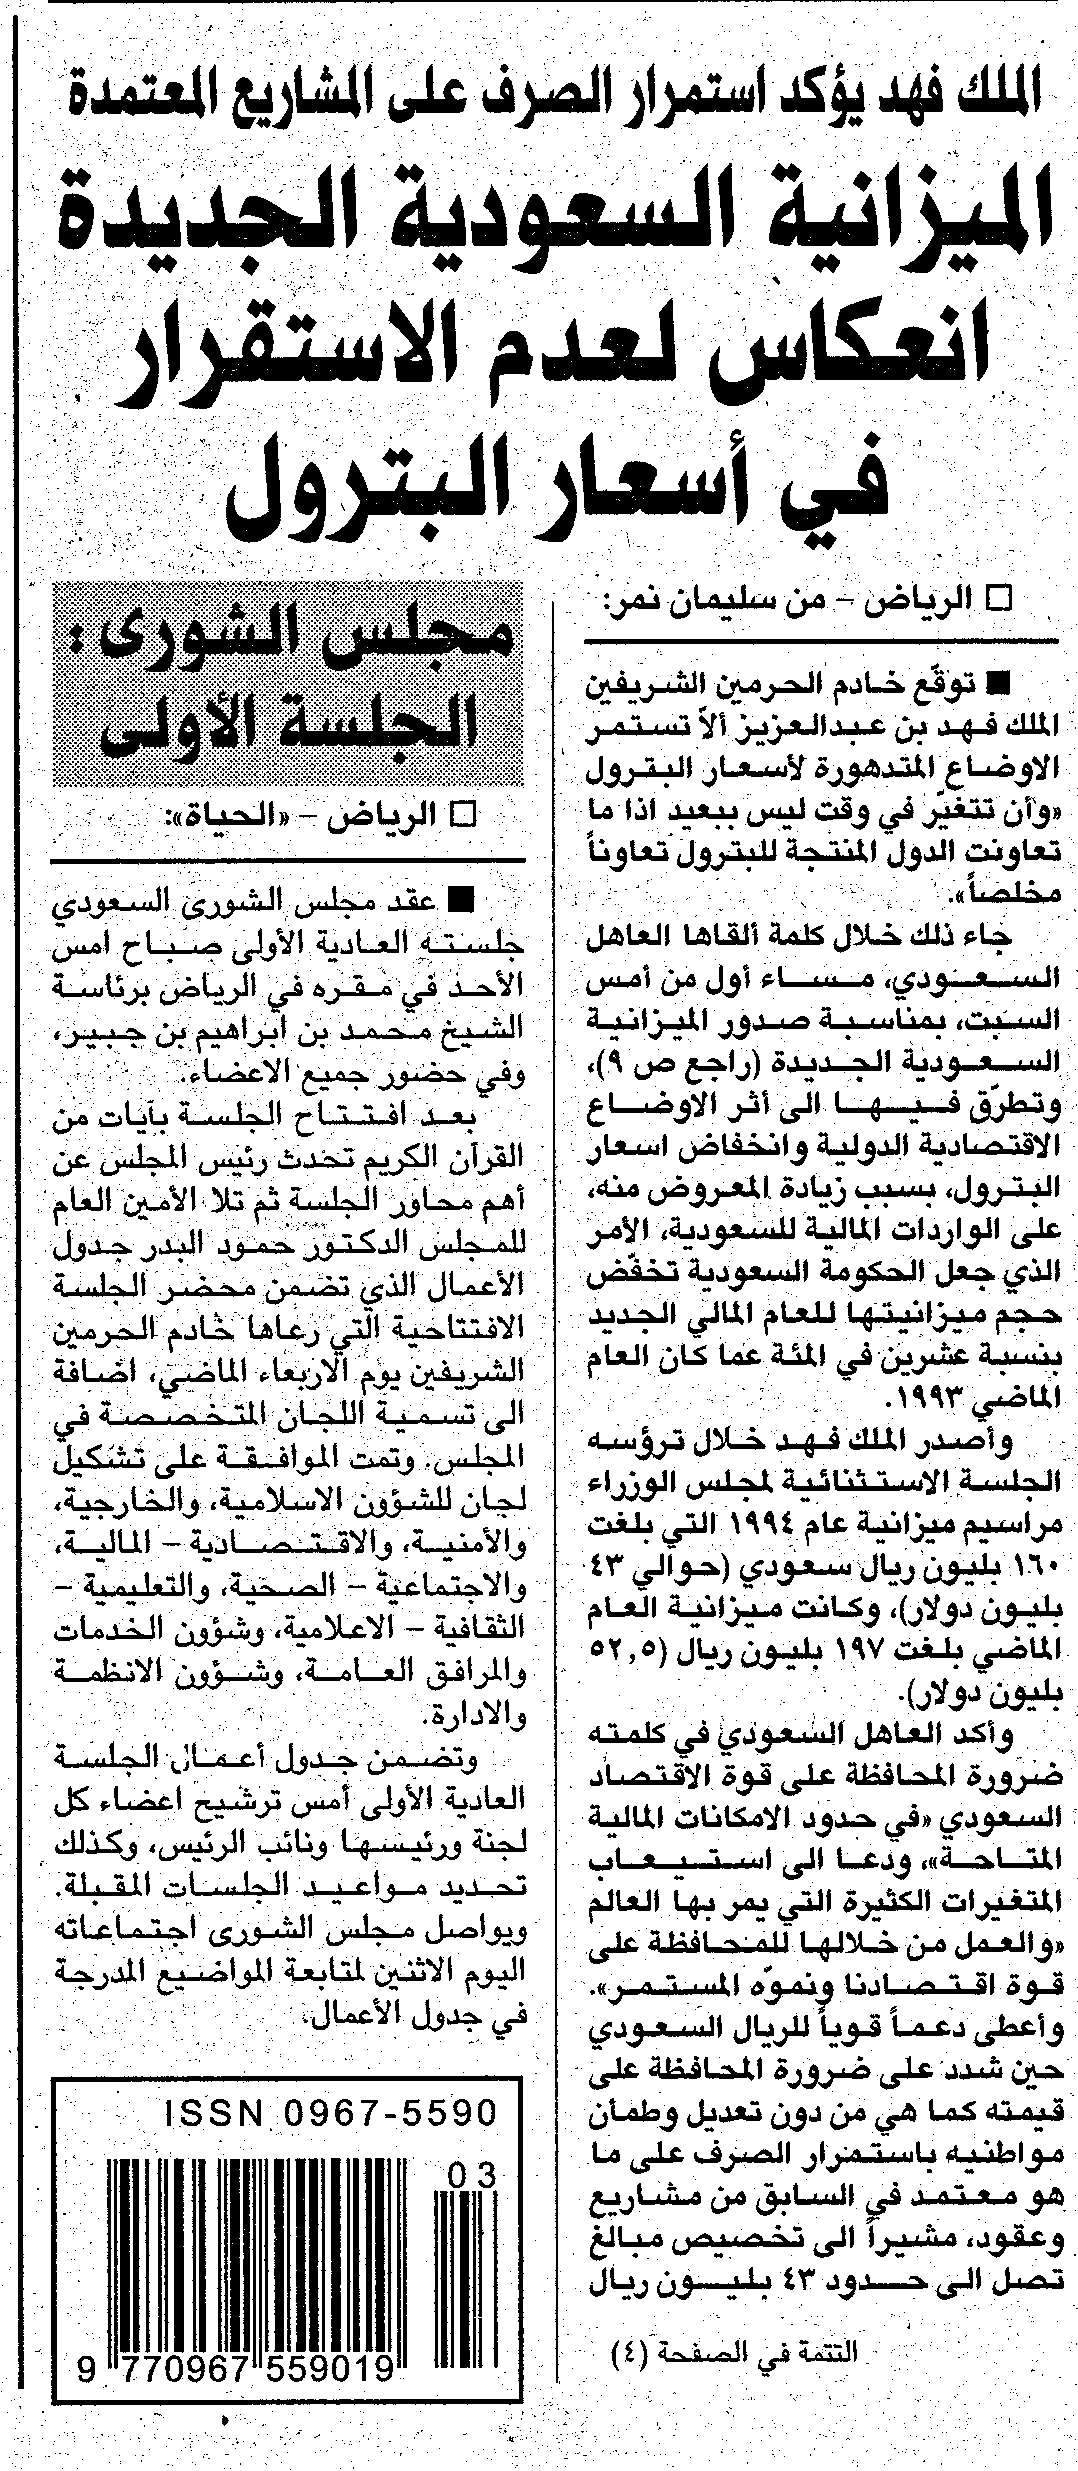 الملك فهد يؤكد استمرار الصرف على المشاريع المعتمدة
الميزانية السعودية الجديدة
انعكاس لعدم الاستقرار
في أسعار البترول
□ الرياض – من سليمان نمر:
■ توقّع خادم الحرمين الشريفين
الملك فهد بن عبدالعزيز ألاّ تستمر
الاوضاع المتدهورة لأسعار البترول
«وأن تتغيّر في وقت ليس ببعيد اذا ما
تعاونت الدول المنتجة للبترول تعاوناً
مخلصاً».
جاء ذلك خلال كلمة ألقاها العاهل
السعودي، مساء أول من أمس
السبت، بمناسبة صدور الميزانية
السعودية الجديدة (راجع ص ٩)،
وتطرّق فيها الى أثر الاوضاع
الاقتصادية الدولية وانخفاض اسعار
البترول، بسبب زيادة المعروض منه،
على الواردات المالية للسعودية، الأمر
الذي جعل الحكومة السعودية تخفّض
حجم ميزانيتها للعام المالي الجديد
بنسبة عشرين في المئة عما كان العام
الماضي ١٩٩٣.
وأصدر الملك فهد خلال ترؤسه
الجلسة الاستثنائية لمجلس الوزراء
مراسيم ميزانية عام ١٩٩٤ التي بلغت
١٦٠ بليون ريال سعودي (حوالي ٤٣
بليون دولار)، وكانت ميزانية العام
الماضي بلغت ١٩٧ بليون ريال (٥٢,٥
بليون دولار).
وأكد العاهل السعودي في كلمته
ضرورة المحافظة على قوة الاقتصاد
السعودي «في حدود الامكانات المالية
المتاحة»، ودعا الى استيعاب
المتغيرات الكثيرة التي يمر بها العالم
«والعمل من خلالها للمحافظة على
قوة اقتصادنا ونموّه المستمر».
وأعطى دعماً قوياً للريال السعودي
حين شدد على ضرورة المحافظة على
قيمته كما هي من دون تعديل وطمأن
مواطنيه باستمرار الصرف على ما
هو معتمد في السابق من مشاريع
وعقود، مشيراً الى تخصيص مبالغ
تصل الى حدود ٤٣ بليون ريال
التتمة في الصفحة (٤)
مجلس الشورى:
الجلسة الأولى
□ الرياض – «الحياة»:
■ عقد مجلس الشورى السعودي
جلسته العادية الأولى صباح امس
الأحد في مقره في الرياض برئاسة
الشيخ محمد بن ابراهيم بن جبير،
وفي حضور جميع الاعضاء.
بعد افتتاح الجلسة بآيات من
القرآن الكريم تحدث رئيس المجلس عن
أهم محاور الجلسة ثم تلا الأمين العام
للمجلس الدكتور حمود البدر جدول
الأعمال الذي تضمن محضر الجلسة
الافتتاحية التي رعاها خادم الحرمين
الشريفين يوم الاربعاء الماضي، اضافة
الى تسمية اللجان المتخصصة في
المجلس. وتمت الموافقة على تشكيل
لجان للشؤون الاسلامية، والخارجية،
والأمنية، والاقتصادية – المالية،
والاجتماعية – الصحية، والتعليمية –
الثقافية – الاعلامية، وشؤون الخدمات
والمرافق العامة، وشؤون الانظمة
والادارة.
وتضمن جدول أعمال الجلسة
العادية الأولى أمس ترشيح اعضاء كل
لجنة ورئيسها ونائب الرئيس، وكذلك
تحديد مواعيد الجلسات المقبلة.
ويواصل مجلس الشورى اجتماعاته
اليوم الاثنين لمتابعة المواضيع المدرجة
في جدول الأعمال.
ISSN 0967-5590
03
9 770967 559019